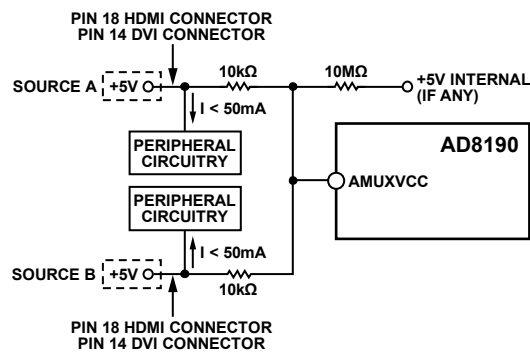 PIN 18 HDMI CONNECTOR
PIN 14 DVI CONNECTOR
SOURCE A
+5V
10kΩ
10MΩ
+5V INTERNAL
(IF ANY)
I < 50mA
PERIPHERAL
CIRCUITRY
AD8190
AMUXVCC
PERIPHERAL
CIRCUITRY
I < 50mA
SOURCE B
+5V
10kΩ
PIN 18 HDMI CONNECTOR
PIN 14 DVI CONNECTOR